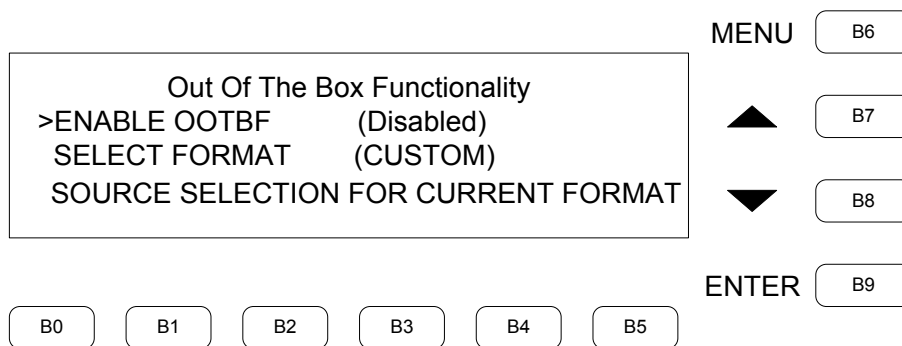 MENU B6
Out Of The Box Functionality
>ENABLE OOTBF (Disabled)
B7
SELECT FORMAT (CUSTOM)
SOURCE SELECTION FOR CURRENT FORMAT
B8
ENTER B9
B0 B1 B2 B3 B4 B5